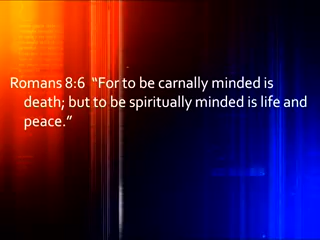 Romans 8:6 “For to be carnally minded is
death; but to be spiritually minded is life and
peace.”